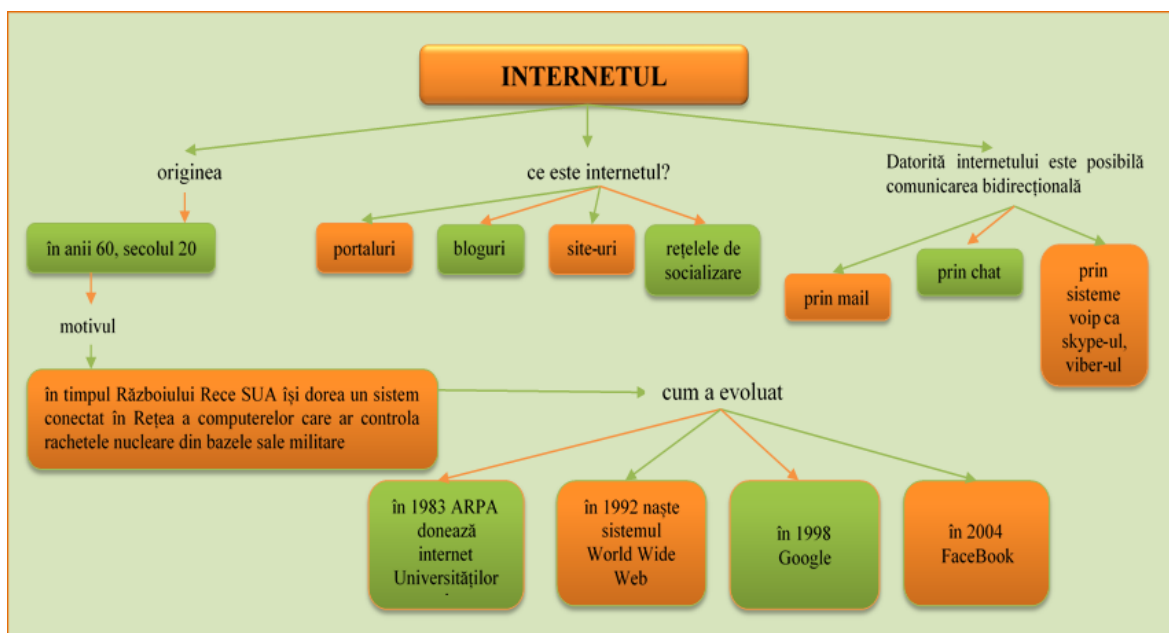 INTERNETUL
originea
ce este internetul?
Datorită internetului este posibilă
comunicarea bidirecțională
în anii 60, secolul 20
portaluri
bloguri
site-uri
rețelele de
socializare
prin mail
prin chat
prin
sisteme
voip ca
skype-ul,
viber-ul
motivul
în timpul Războiului Rece SUA își dorea un sistem
conectat în Rețea a computerelor care ar controla
rachetele nucleare din bazele sale militare
cum a evoluat
în 1983 ARPA
donează
internet
Universităților
în 1992 naște
sistemul
World Wide
Web
în 1998
Google
în 2004
FaceBook